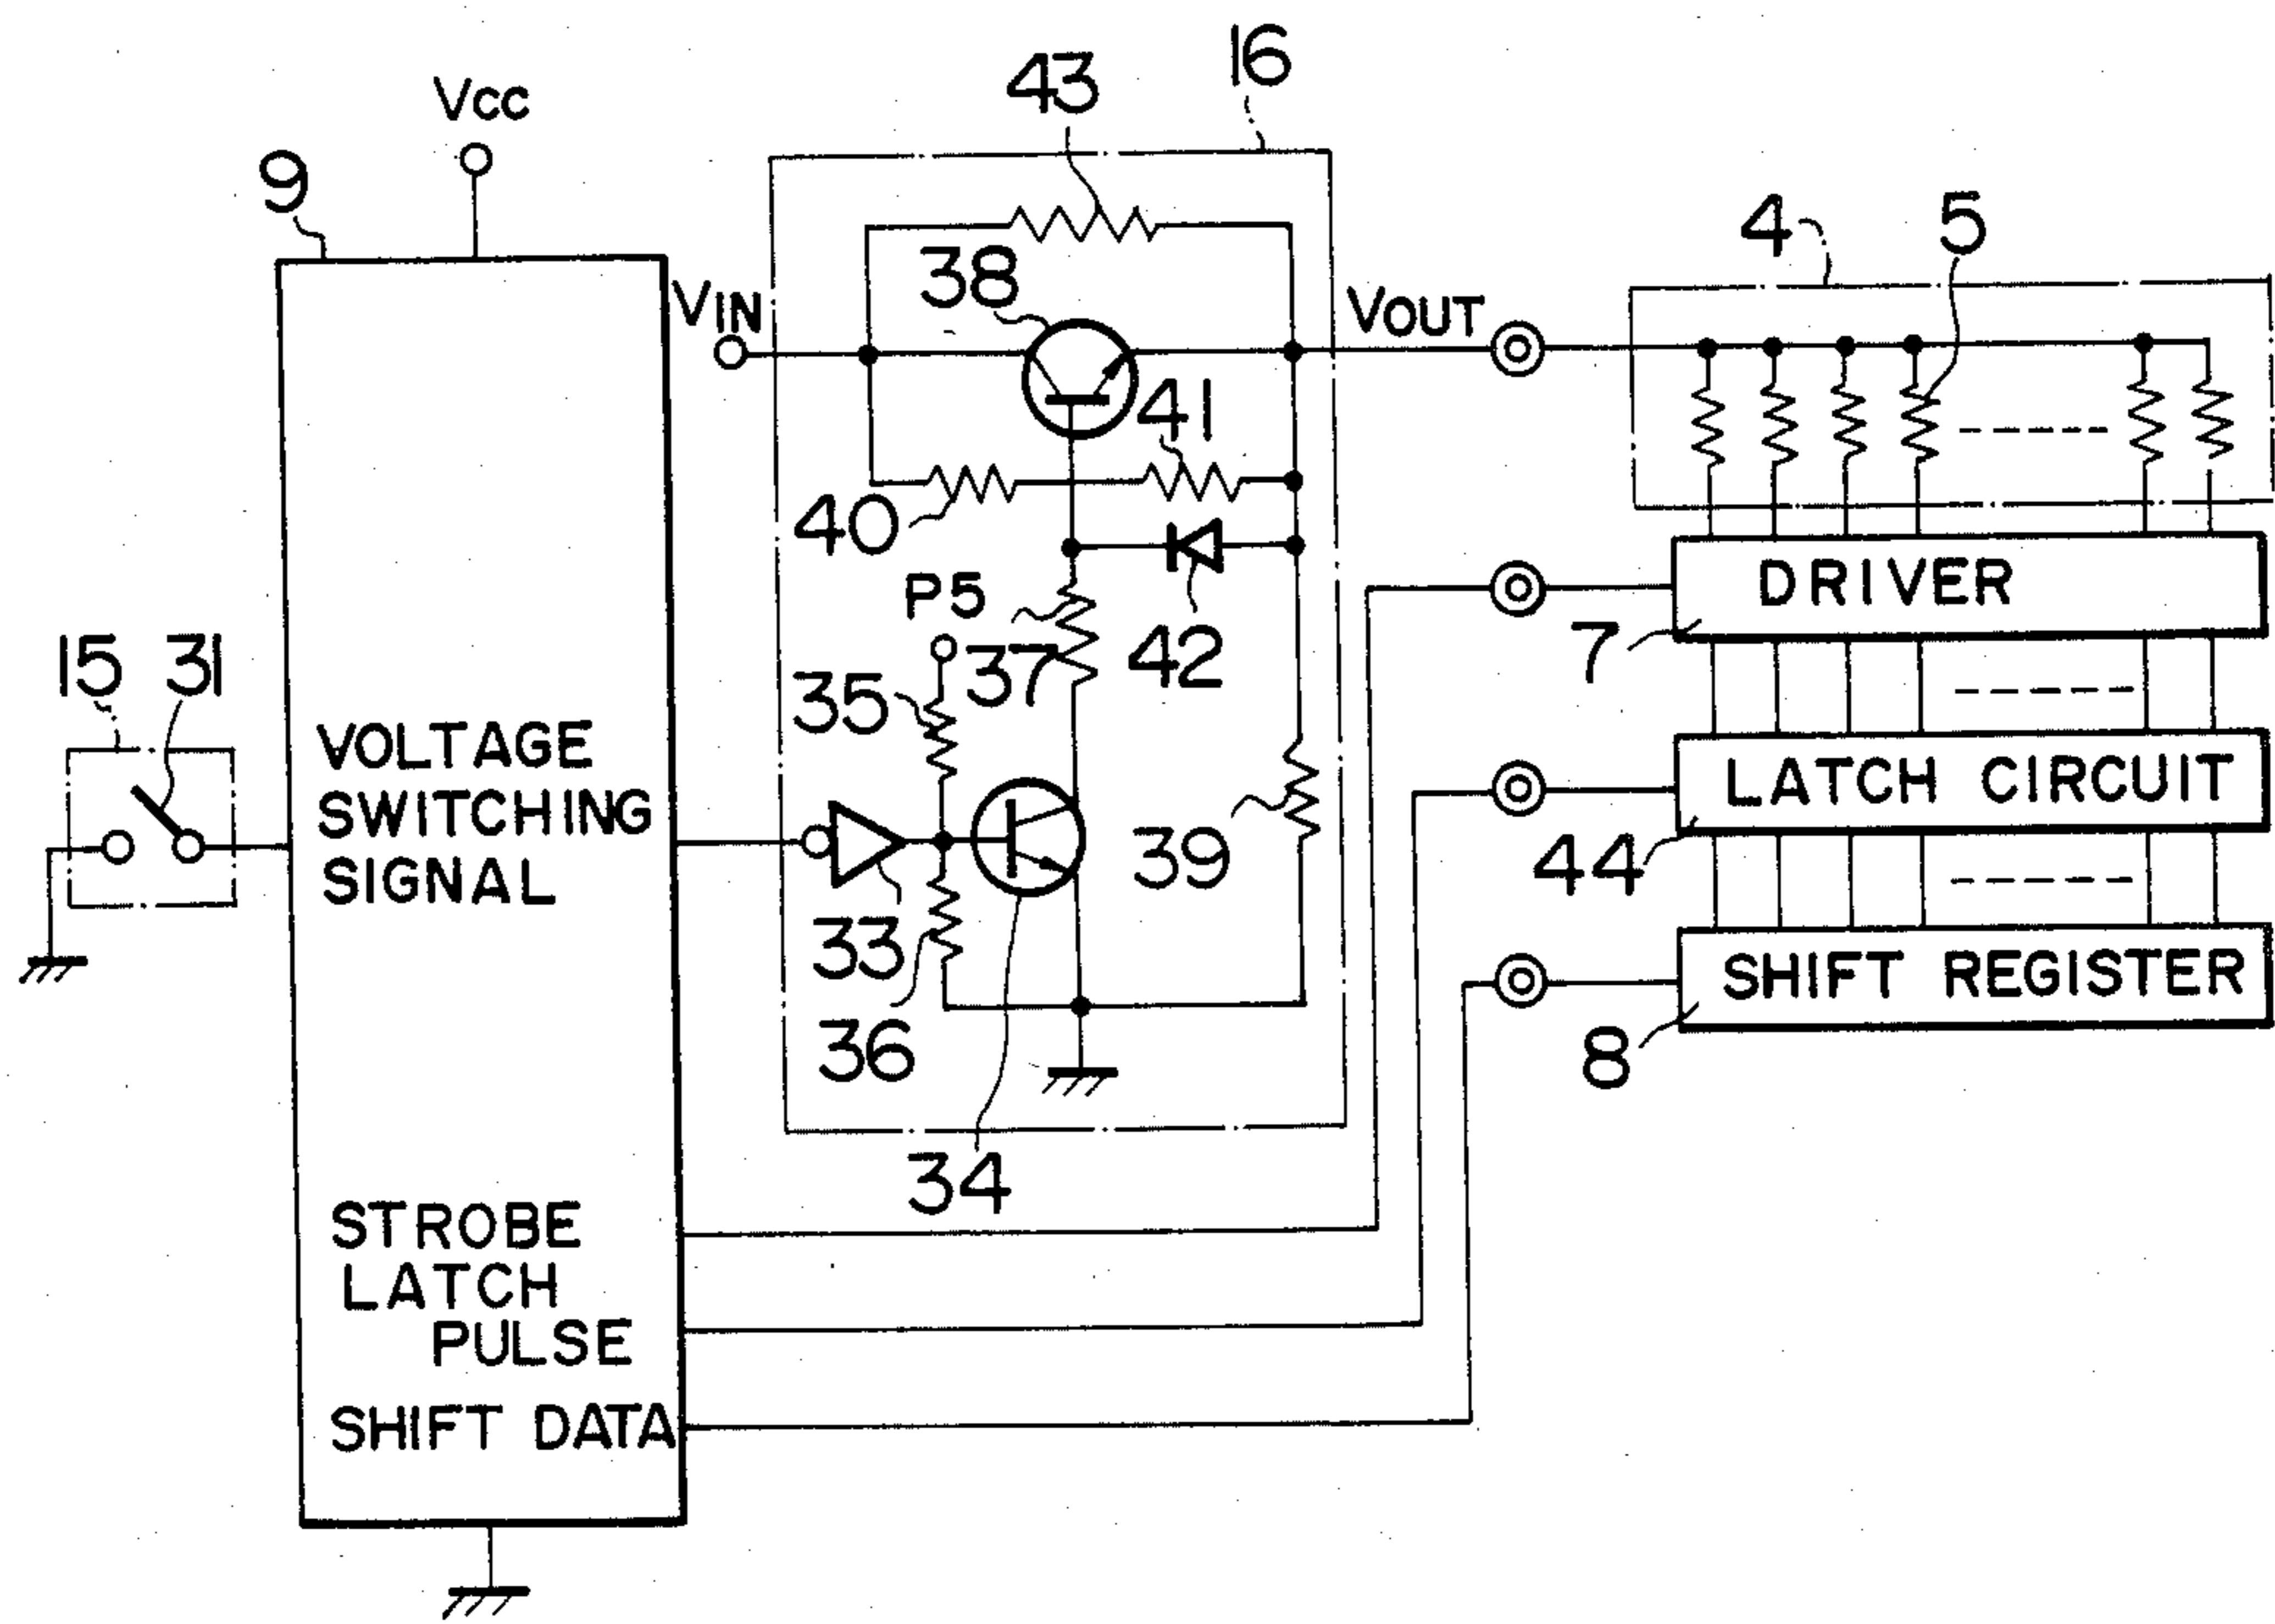 16
43
Vcc
9
4
5
38
VIN
VOUT
41
40
P5
DRIVER
42
7
15
31
37
35
VOLTAGE
SWITCHING
SIGNAL
LATCH CIRCUIT
39
44
33
SHIFT REGISTER
36
8
34
STROBE
LATCH
PULSE
SHIFT DATA